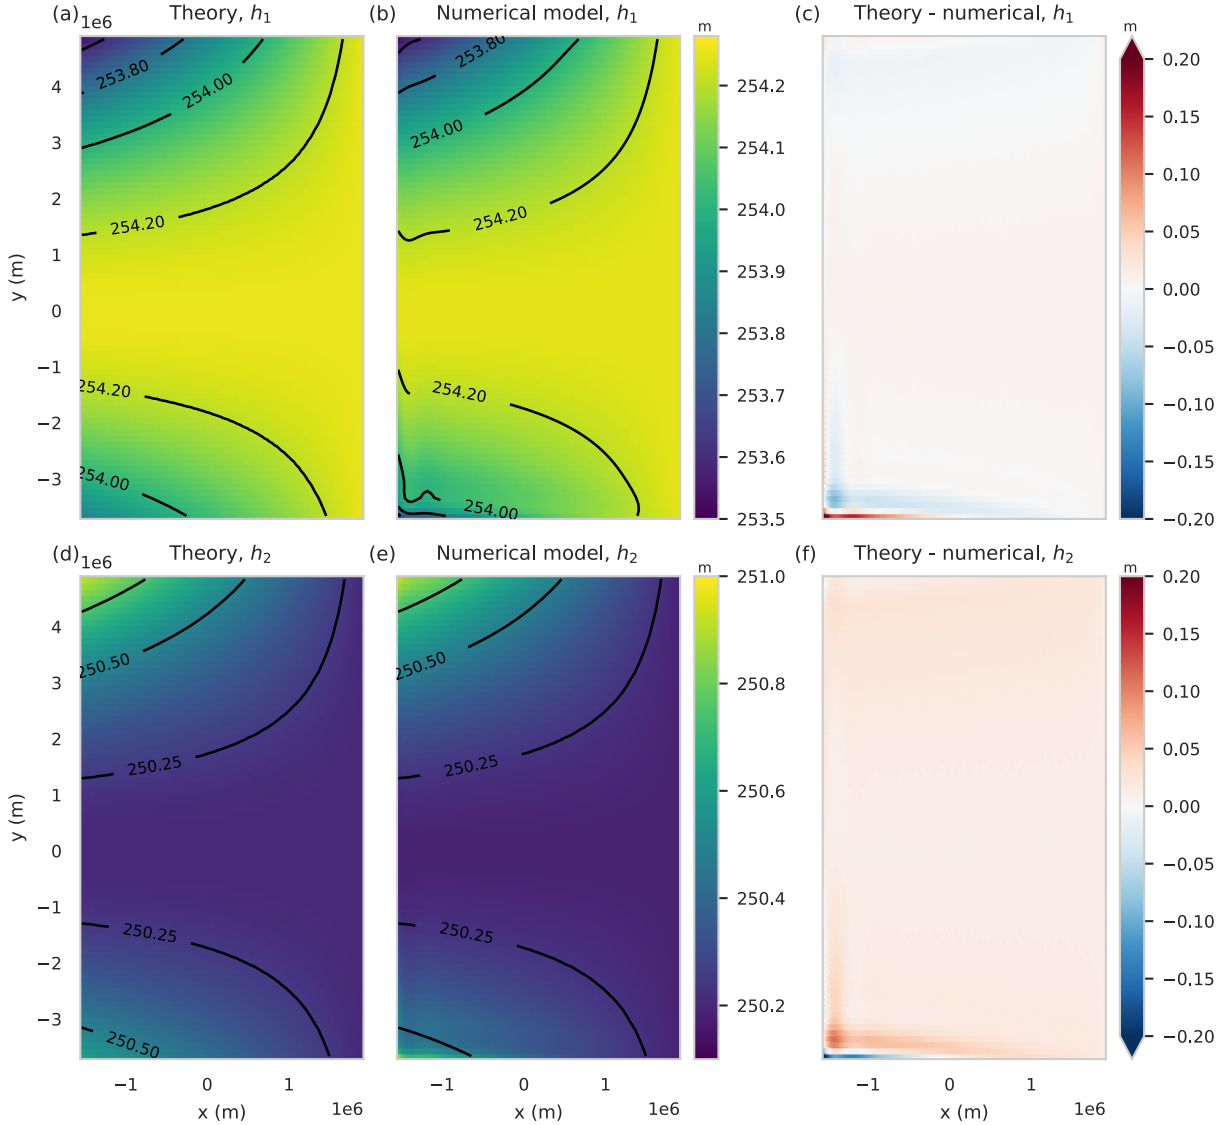 (a) Theory, h₁
(b) Numerical model, h₁
(c) Theory - numerical, h₁
1e6
m
m
4
3
2
1
0
−1
−2
−3
y (m)
253.80
254.00
254.20
254.20
254.00
253.80
254.00
254.20
254.20
254.00
254.2
254.1
254.0
253.9
253.8
253.7
253.6
253.5
0.20
0.15
0.10
0.05
0.00
−0.05
−0.10
−0.15
−0.20
(d) Theory, h₂
(e) Numerical model, h₂
(f) Theory - numerical, h₂
1e6
m
m
4
3
2
1
−3
−1
−2
−3
y (m)
250.50
250.25
250.25
250.50
250.50
250.25
250.25
251.0
250.8
250.6
250.4
250.2
0.20
0.15
0.10
0.05
0.00
−0.05
−0.10
−0.15
−0.20
−1 0 1
−1 0 1
−1 0 1
1e6
1e6
1e6
x (m)
x (m)
x (m)